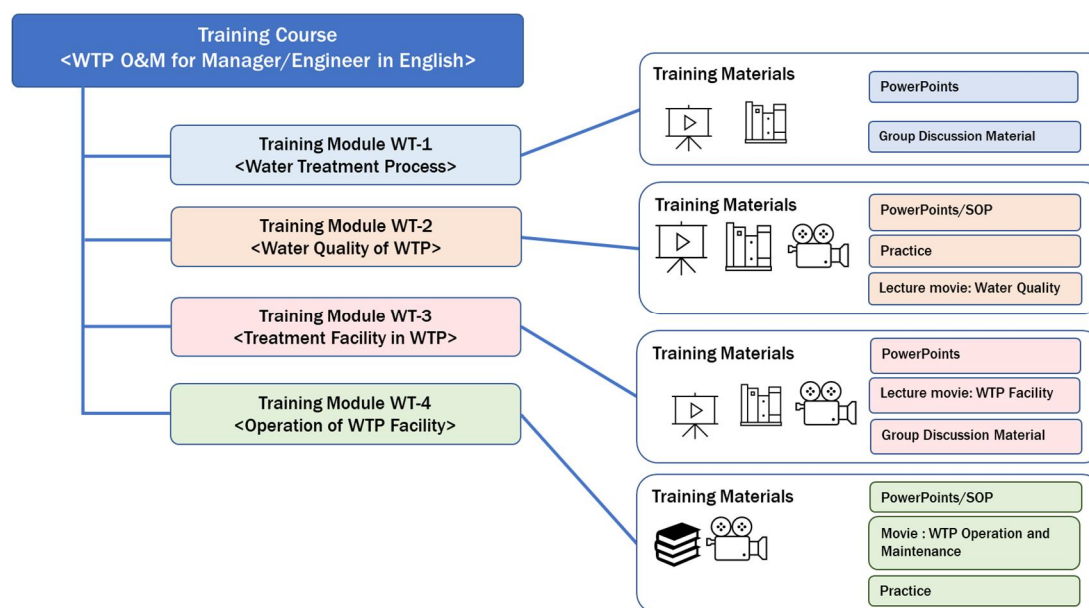 Training Course
<WTP O&M for Manager/Engineer in English>
Training Module WT-1
<Water Treatment Process>
Training Materials
PowerPoints
Group Discussion Material
Training Module WT-2
<Water Quality of WTP>
Training Materials
PowerPoints/SOP
Practice
Lecture movie: Water Quality
Training Module WT-3
<Treatment Facility in WTP>
Training Materials
PowerPoints
Lecture movie: WTP Facility
Group Discussion Material
Training Module WT-4
<Operation of WTP Facility>
Training Materials
PowerPoints/SOP
Movie : WTP Operation and
Maintenance
Practice